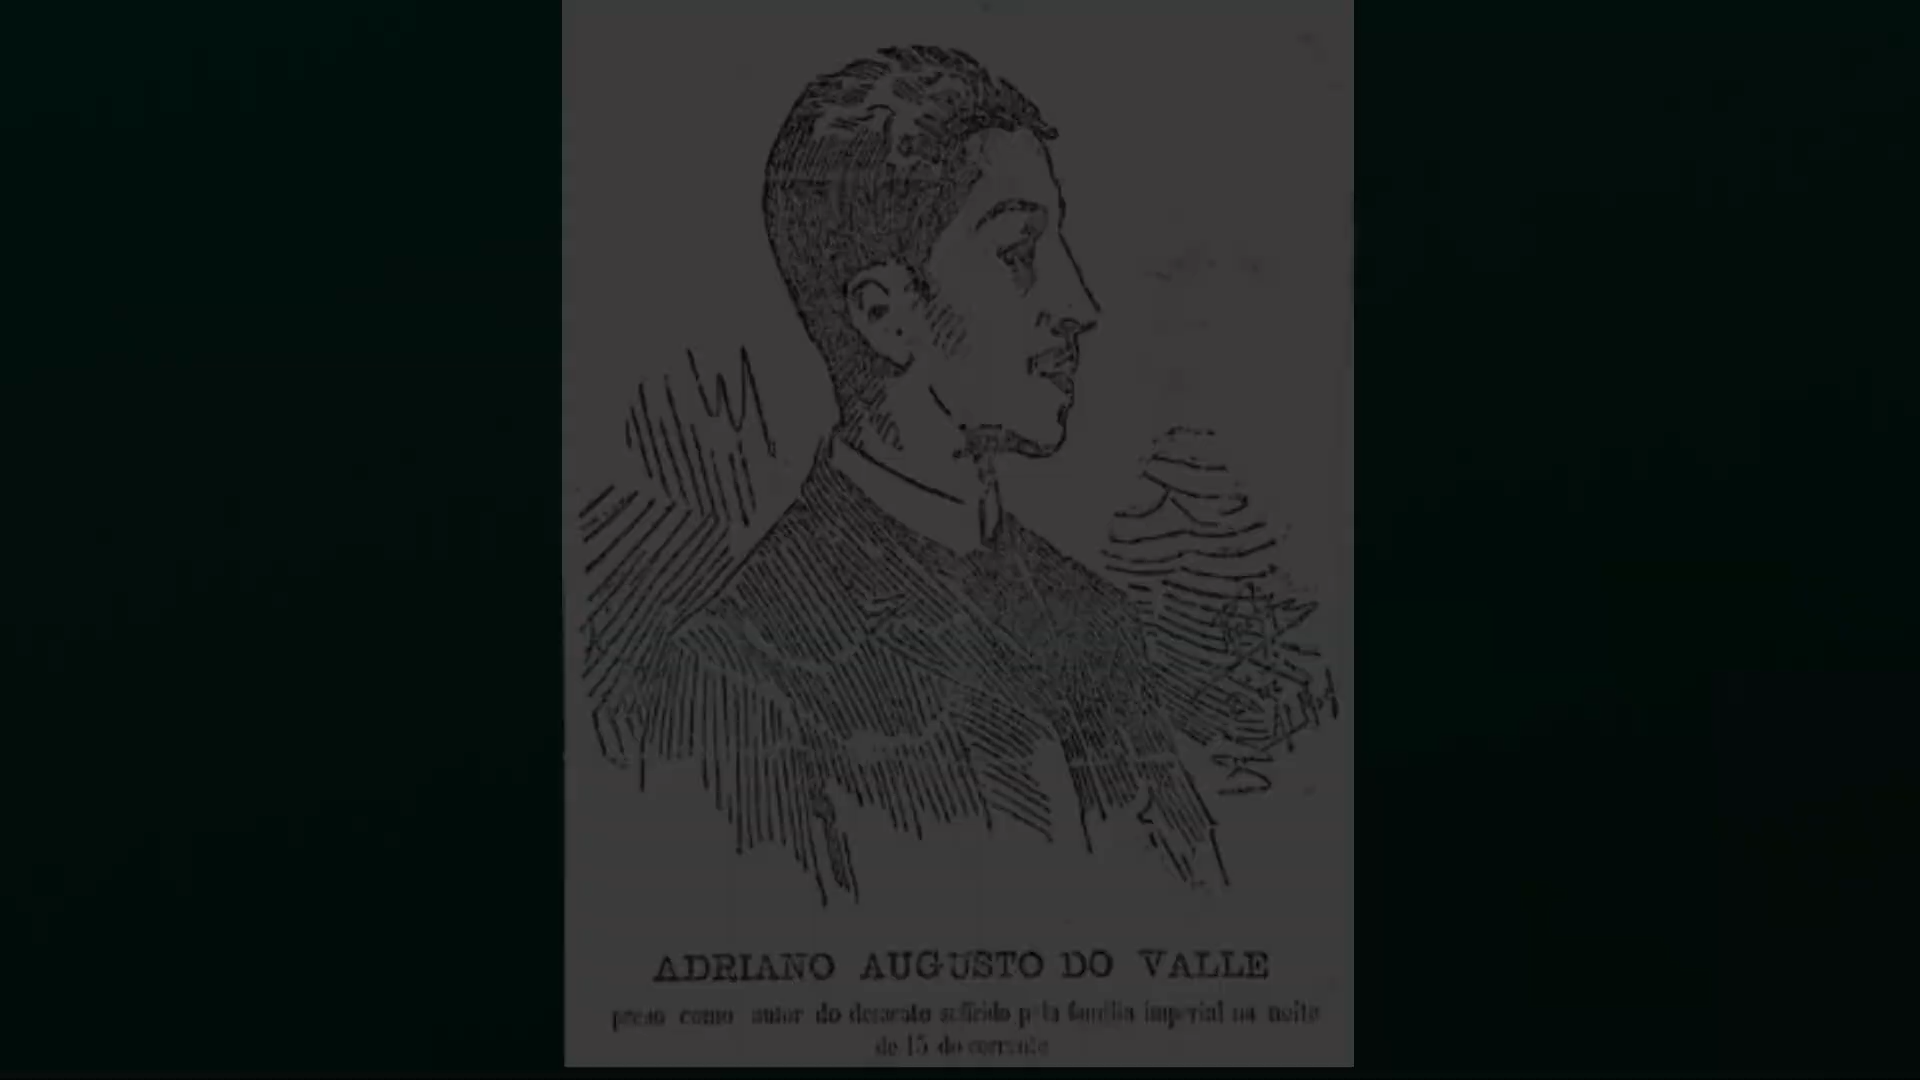 ADRIANO AUGUSTO DO VALLE
preso como autor do desacato soffrido pela familia imperial na noite
de 15 do corrente